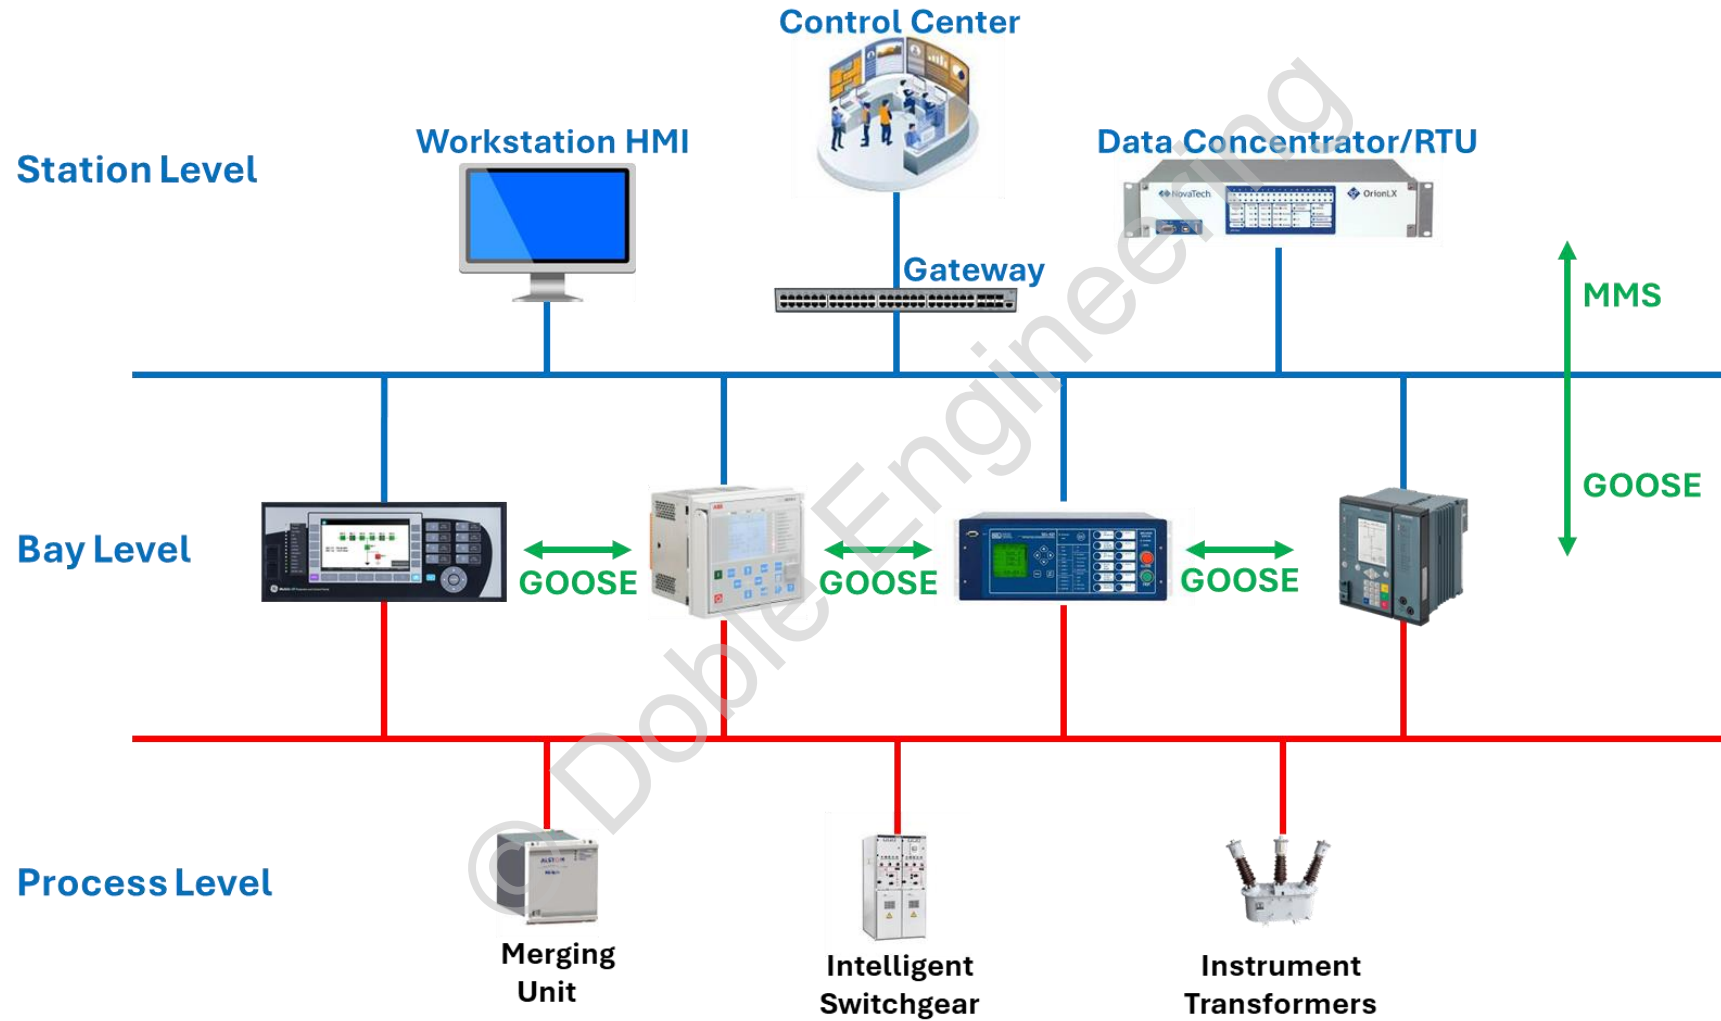 Control Center
Workstation HMI
Data Concentrator/RTU
Station Level
NovaTech
OrionLX
Gateway
MMS
GOOSE
Bay Level
GOOSE
GOOSE
GOOSE
ABB
ALSTOM
Process Level
Merging
Unit
Intelligent
Switchgear
Instrument
Transformers
© Doble Engineering